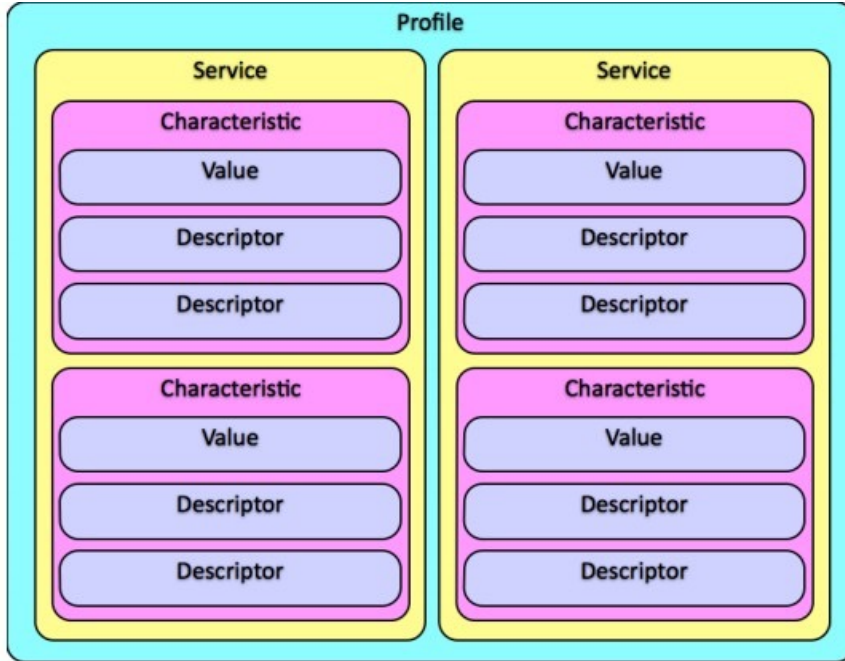 Profile
Service
Characteristic
Value
Descriptor
Descriptor
Characteristic
Value
Descriptor
Descriptor
Service
Characteristic
Value
Descriptor
Descriptor
Characteristic
Value
Descriptor
Descriptor